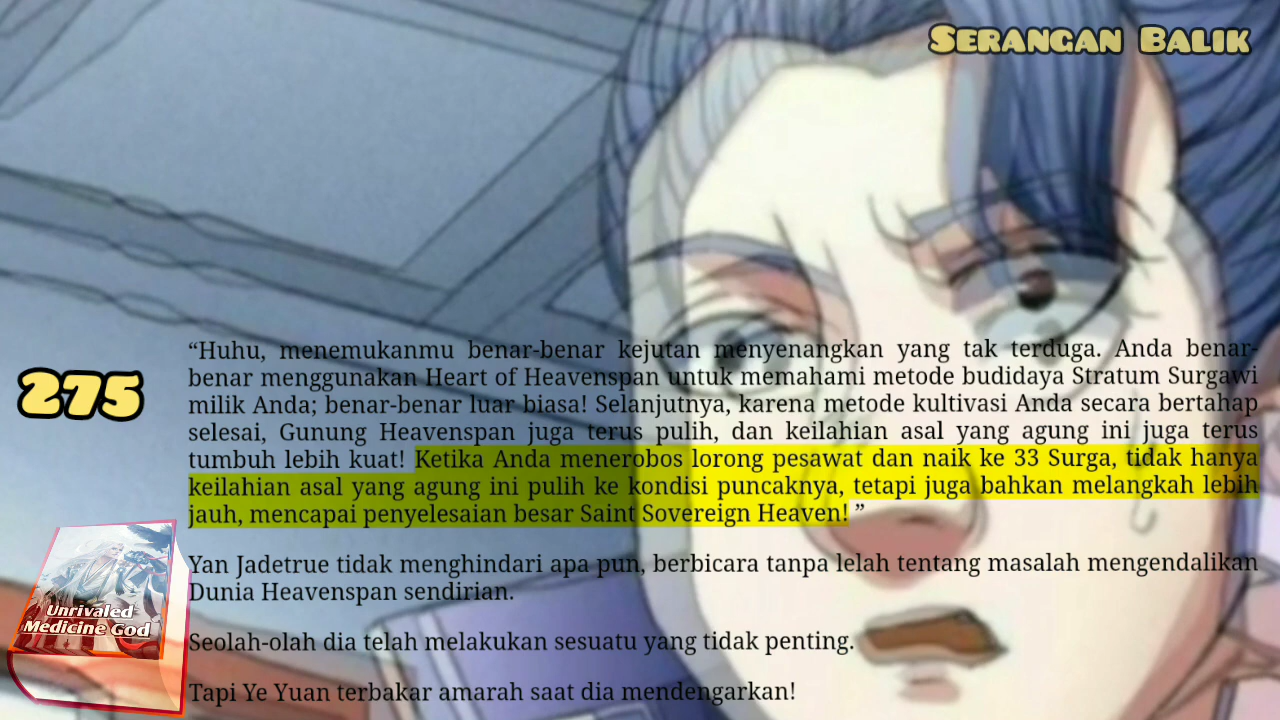 Serangan Balik
“Huhu, menemukanmu benar-benar kejutan menyenangkan yang tak terduga. Anda benar-
benar menggunakan Heart of Heavenspan untuk memahami metode budidaya Stratum Surgawi
milik Anda; benar-benar luar biasa! Selanjutnya, karena metode kultivasi Anda secara bertahap
selesai, Gunung Heavenspan juga terus pulih, dan keilahian asal yang agung ini juga terus
tumbuh lebih kuat! Ketika Anda menerobos lorong pesawat dan naik ke 33 Surga, tidak hanya
keilahian asal yang agung ini pulih ke kondisi puncaknya, tetapi juga bahkan melangkah lebih
jauh, mencapai penyelesaian besar Saint Sovereign Heaven! ”
Yan Jadetrue tidak menghindari apa pun, berbicara tanpa lelah tentang masalah mengendalikan
Dunia Heavenspan sendirian.
Seolah-olah dia telah melakukan sesuatu yang tidak penting.
Tapi Ye Yuan terbakar amarah saat dia mendengarkan!
275
Unrivaled
Medicine God